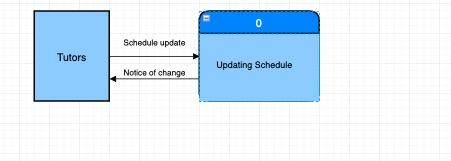 0
Schedule update
Tutors
Updating Schedule
Notice of change